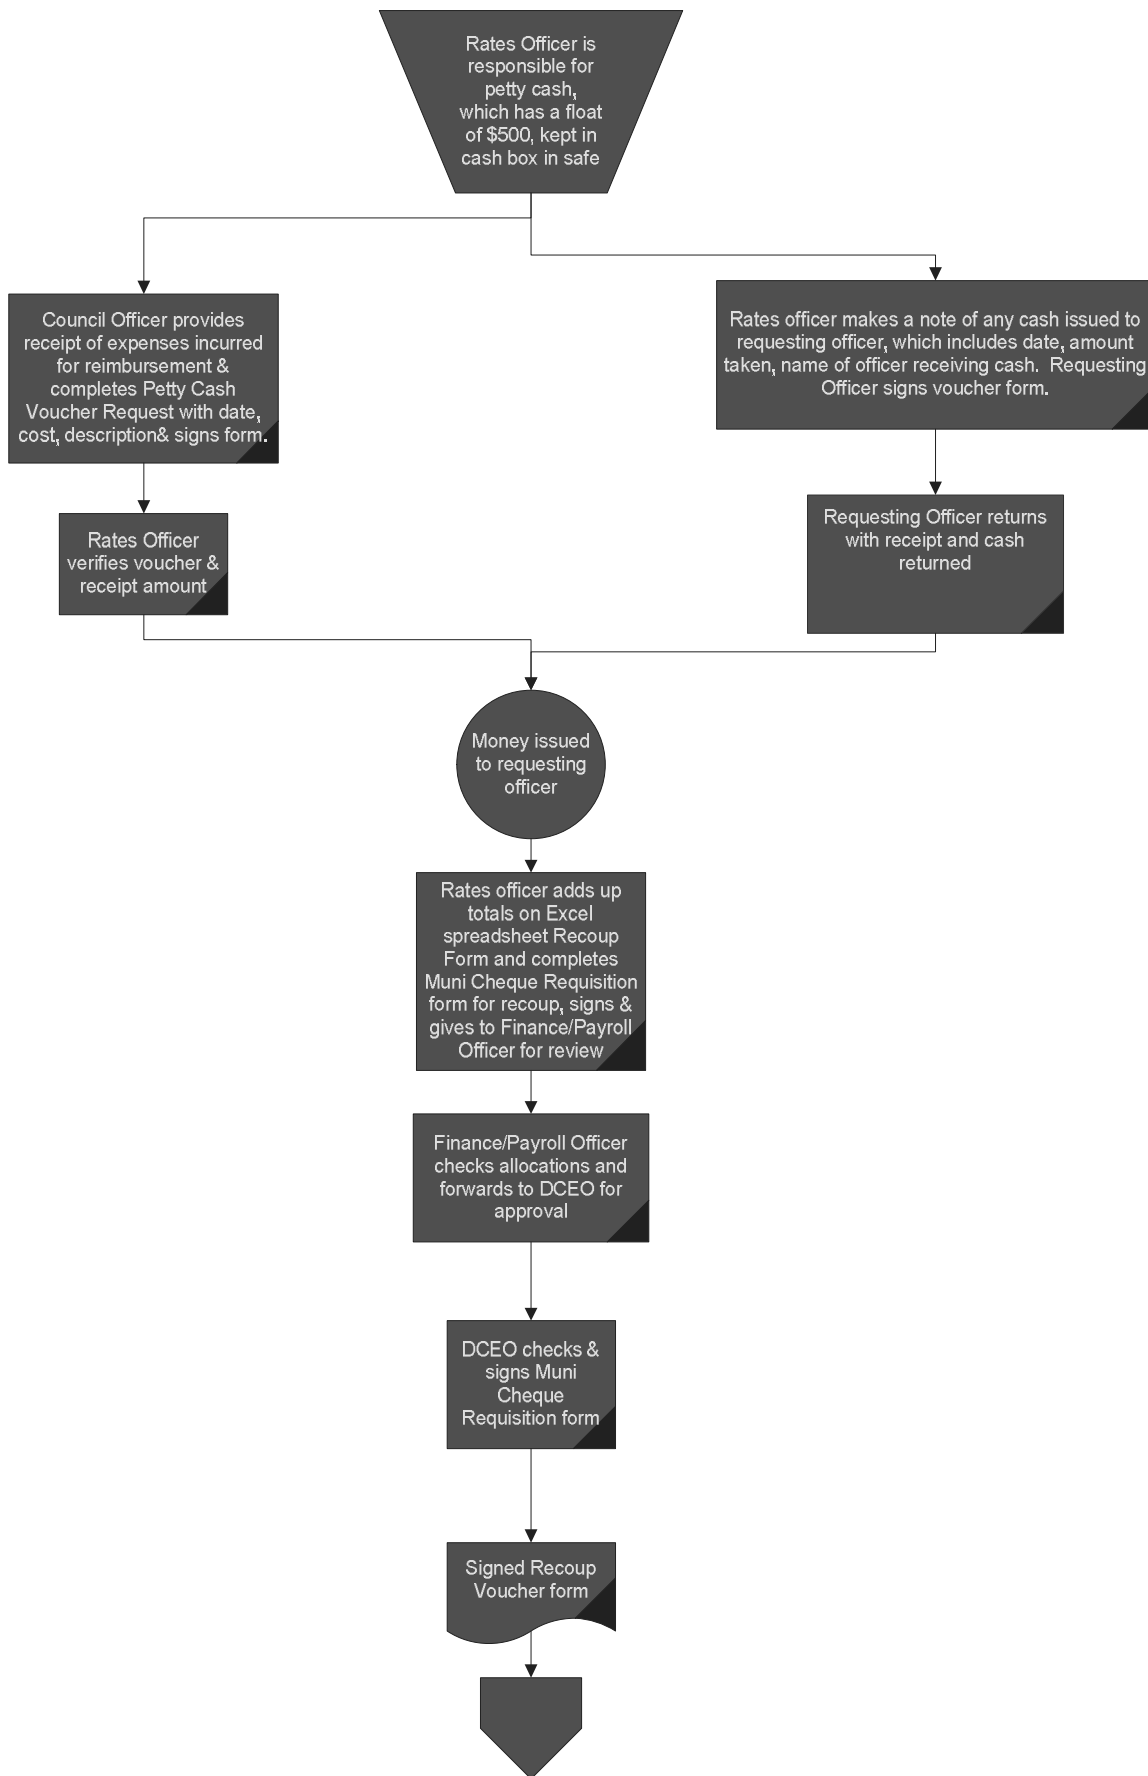 Rates Officer is
responsible for
petty cash,
which has a float
of $500, kept in
cash box in safe
Council Officer provides
receipt of expenses incurred
for reimbursement &
completes Petty Cash
Voucher Request with date,
cost, description& signs form.
Rates officer makes a note of any cash issued to
requesting officer, which includes date, amount
taken, name of officer receiving cash.  Requesting
Officer signs voucher form.
Rates Officer
verifies voucher &
receipt amount
Requesting Officer returns
with receipt and cash
returned
Money issued
to requesting
officer
Rates officer adds up
totals on Excel
spreadsheet Recoup
Form and completes
Muni Cheque Requisition
form for recoup, signs &
gives to Finance/Payroll
Officer for review
Finance/Payroll Officer
checks allocations and
forwards to DCEO for
approval
DCEO checks &
signs Muni
Cheque
Requisition form
Signed Recoup
Voucher form